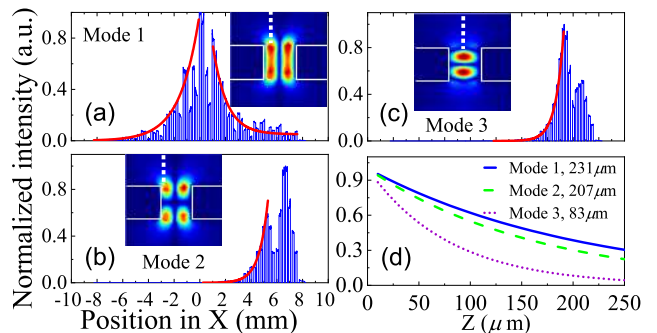 Normalized intensity (a.u.)
0.8
0.4
0.0
Mode 1
(a)
0.8
0.4
0.0
(b)
Mode 2
-10 -8 -6 -4 -2 0 2 4 6 8 10
Position in X (mm)
0.8
0.4
0.0
(c)
Mode 3
0.9
0.6
0.3
0.0
Mode 1, 231μm
Mode 2, 207μm
Mode 3, 83μm
(d)
0 50 100 150 200 250
Z (μm)